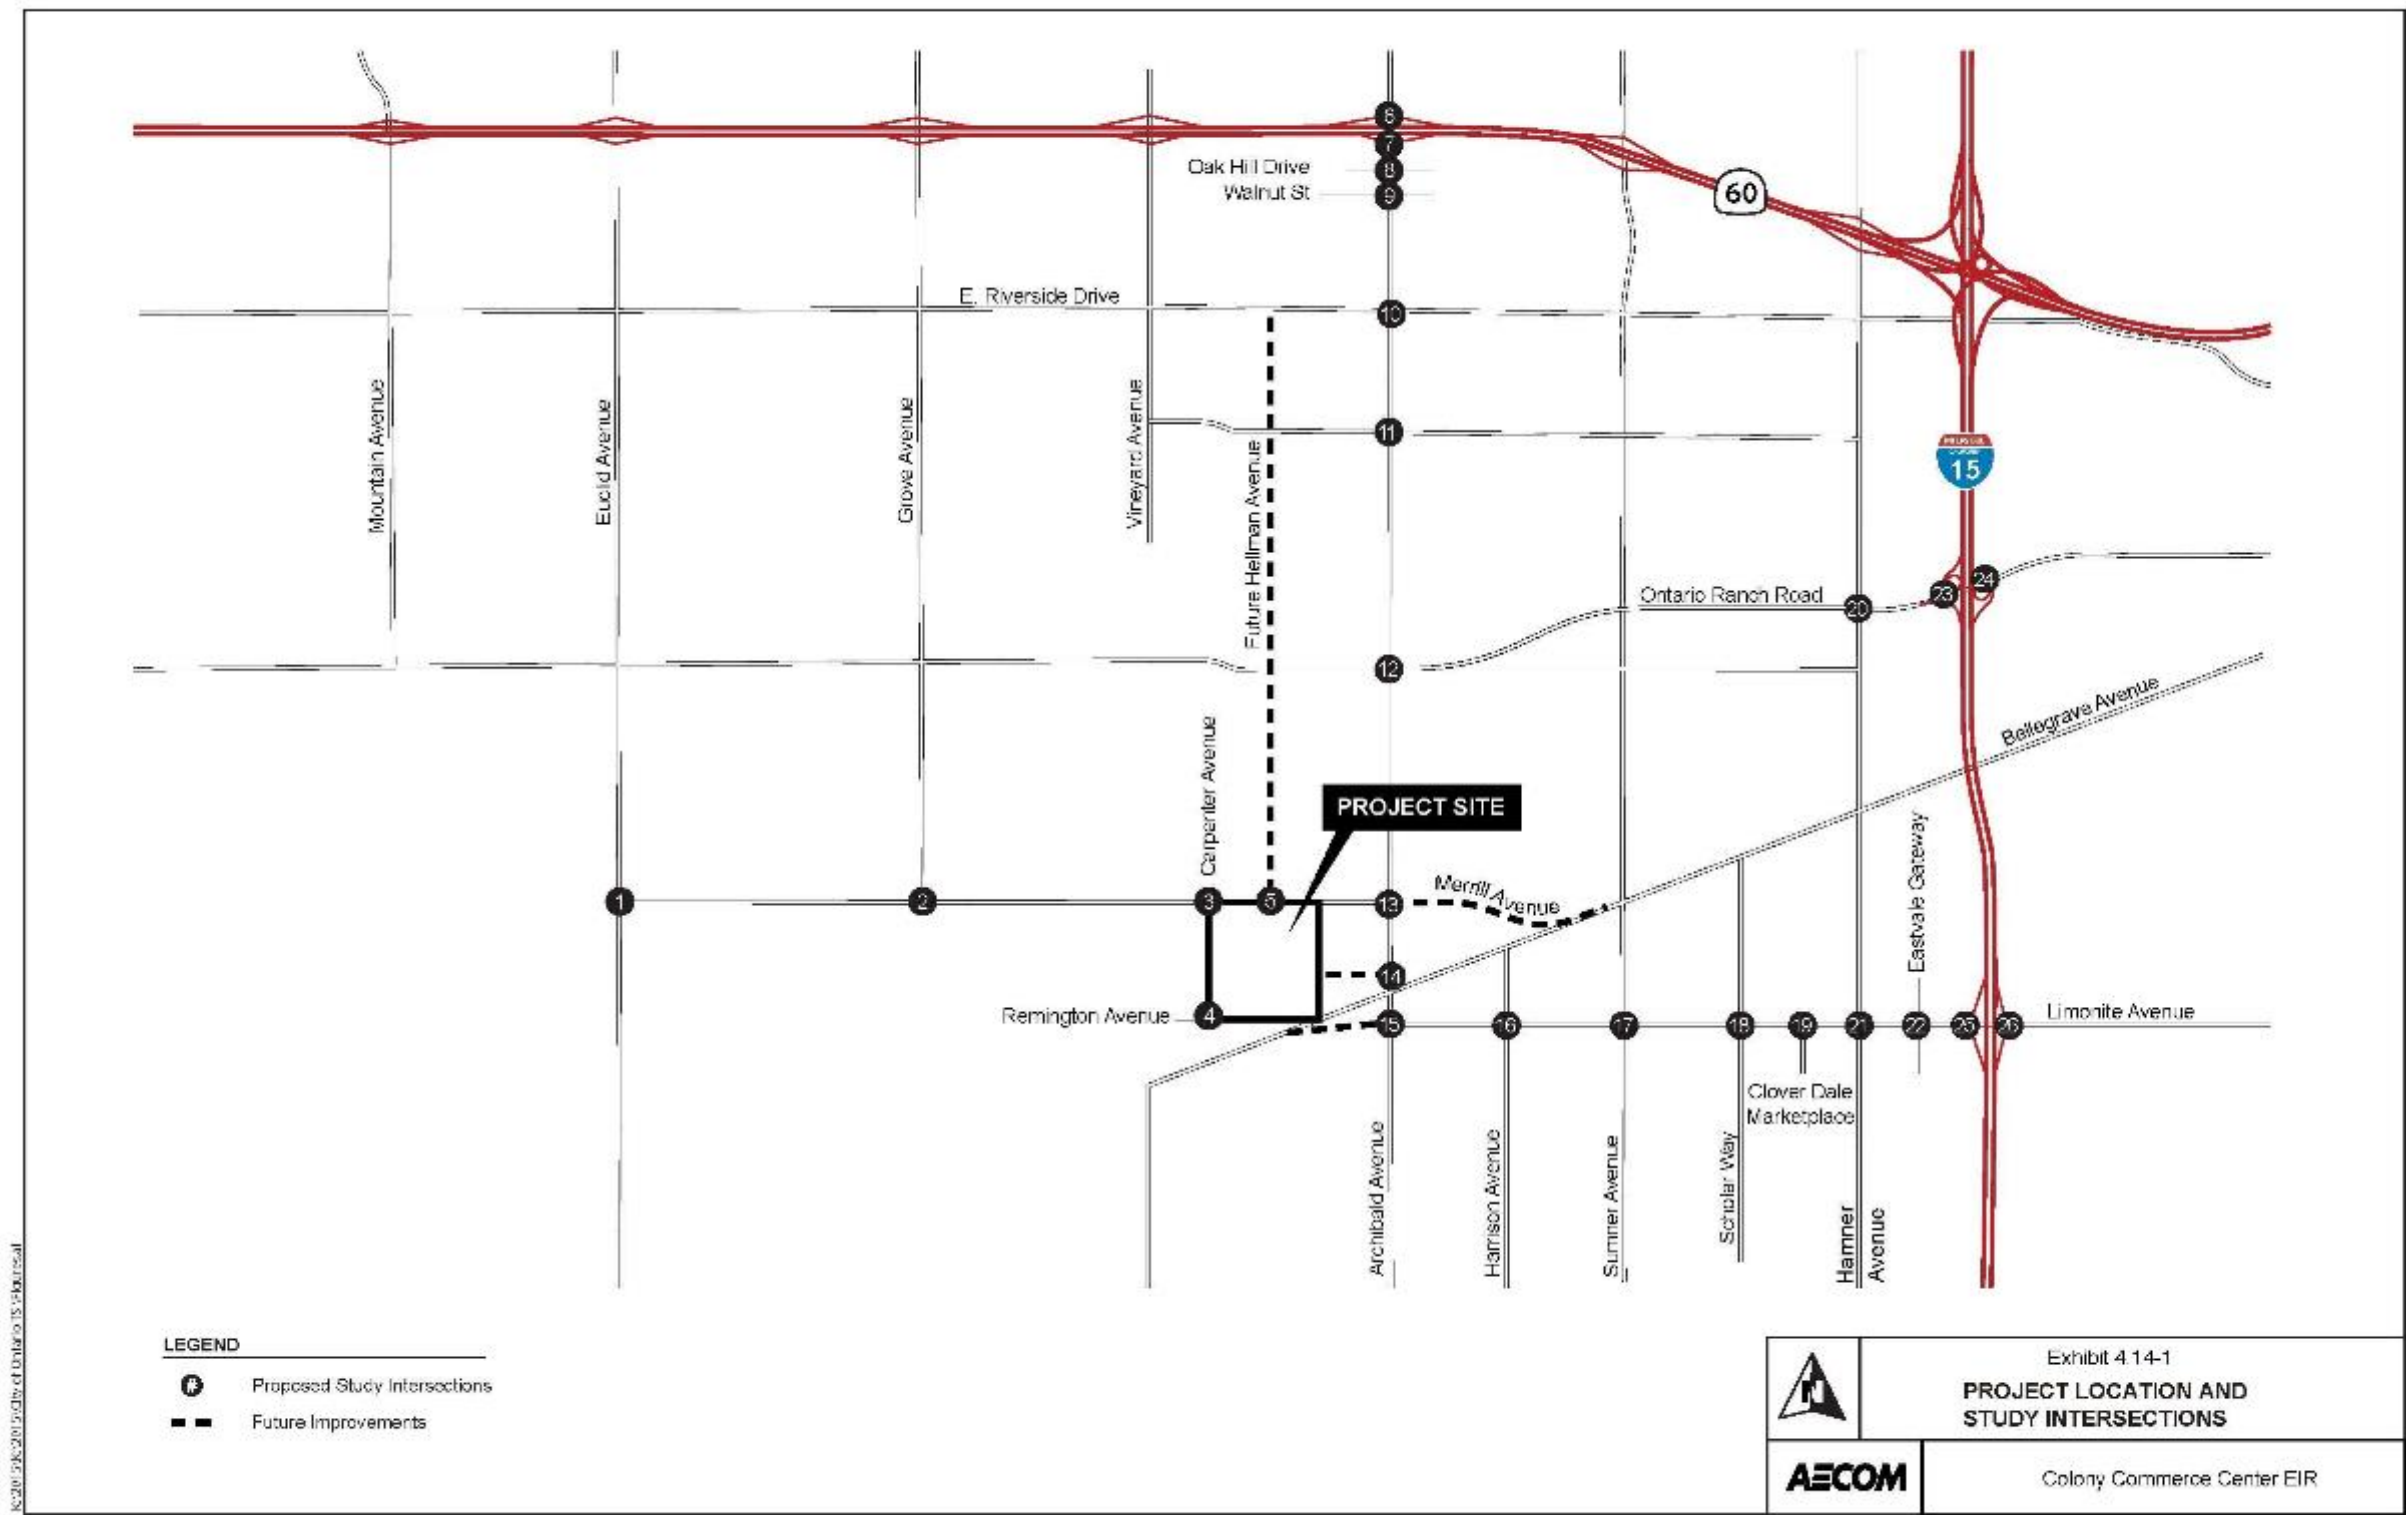 6
7
Oak Hill Drive
8
Walnut St
9
60
E. Riverside Drive
10
Mountain Avenue
Euclid Avenue
Grove Avenue
Vineyard Avenue
Future Hellman Avenue
11
15
Ontario Ranch Road
20
23
24
12
Bellegrave Avenue
Carpenter Avenue
PROJECT SITE
Eastvale Gateway
1
2
3
5
13
Merrill Avenue
14
Remington Avenue
4
15
16
17
18
19
21
22
25
26
Limonite Avenue
Clover Dale
Marketplace
Archibald Avenue
Harrison Avenue
Sumner Avenue
Scholar Way
Hamner
Avenue
LEGEND
#
Proposed Study Intersections
Future Improvements
N
Exhibit 4.14-1
PROJECT LOCATION AND
STUDY INTERSECTIONS
AECOM
Colony Commerce Center EIR